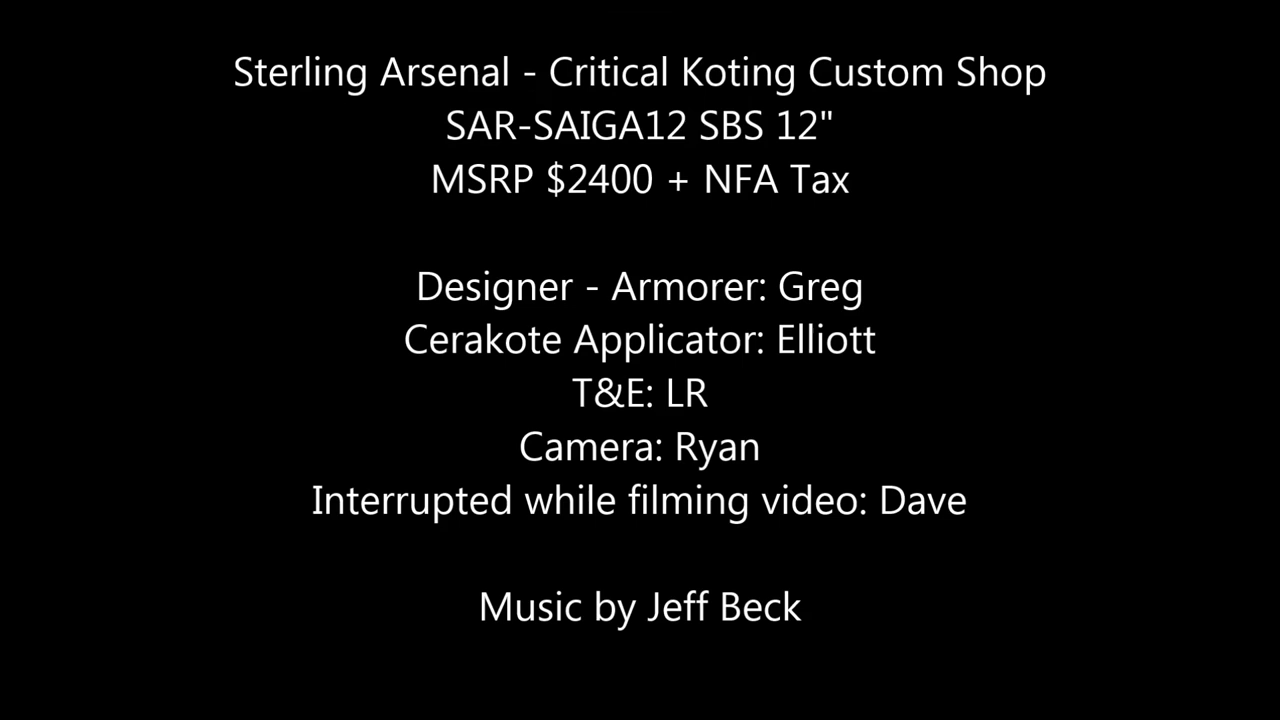 Sterling Arsenal - Critical Koting Custom Shop
SAR-SAIGA12 SBS 12"
MSRP $2400 + NFA Tax
Designer - Armorer: Greg
Cerakote Applicator: Elliott
T&E: LR
Camera: Ryan
Interrupted while filming video: Dave
Music by Jeff Beck